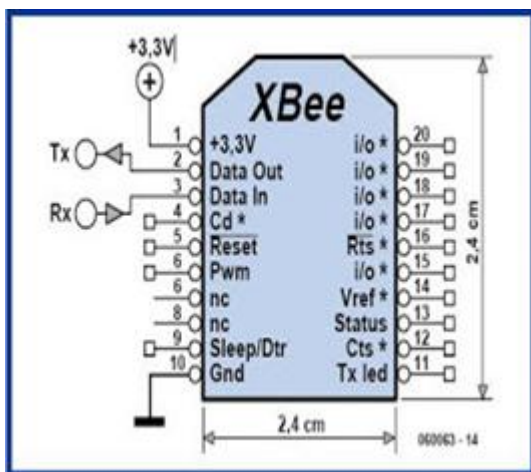 +3,3V
XBee
1 +3,3V i/o * 20
Tx 2 Data Out i/o * 19
3 Data In i/o * 18
Rx 4 Cd * i/o * 17
5 Reset Rts * 16
6 Pwm i/o * 15
6 nc Vref * 14
8 nc Status 13
9 Sleep/Dtr Cts * 12
10 Gnd Tx led 11
2,4 cm
2,4 cm
060063 - 14